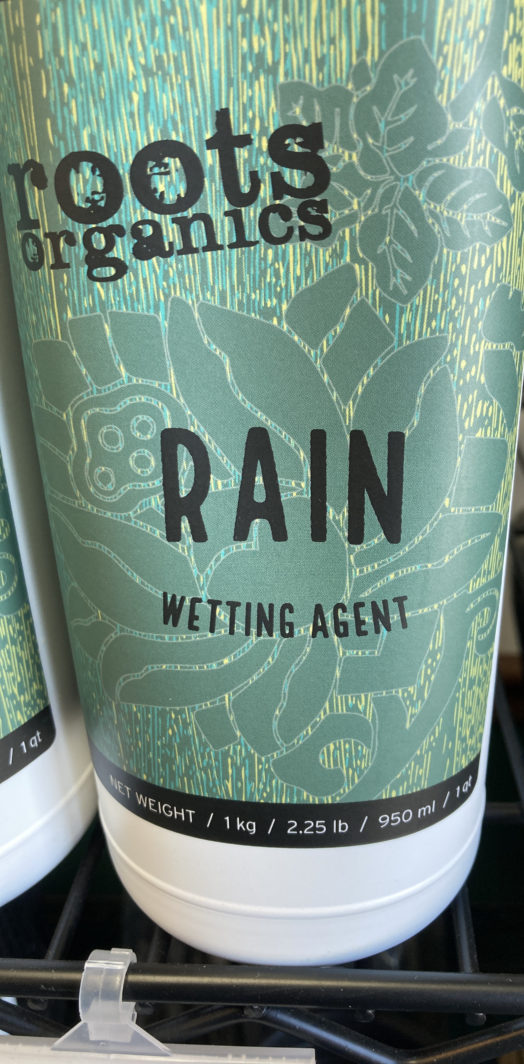 roots
organics
RAIN
WETTING AGENT
NET WEIGHT / 1 kg / 2.25 lb / 950 ml / 1 qt
/ 1 qt